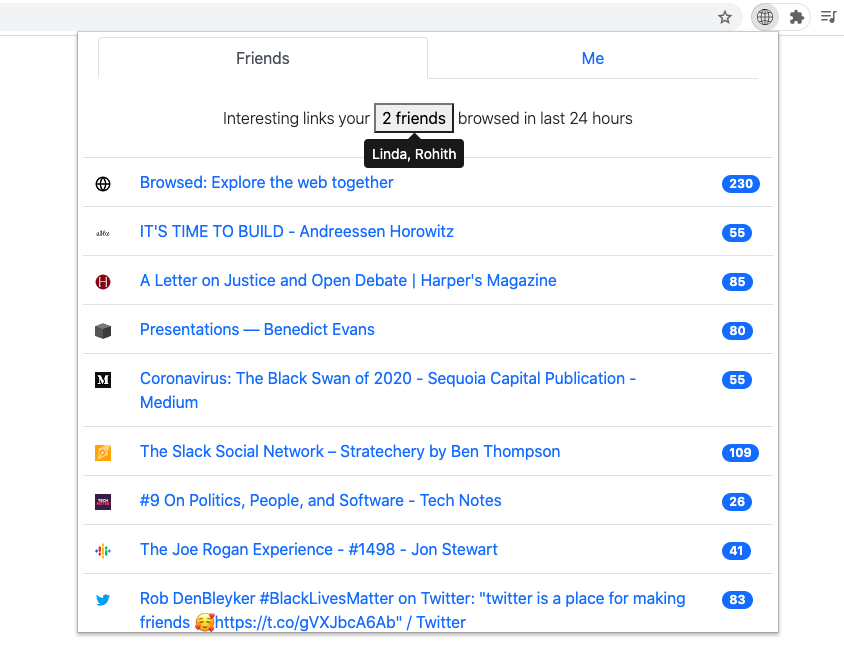 Friends
Me
Interesting links your 2 friends browsed in last 24 hours
Linda, Rohith
Browsed: Explore the web together 230
a16z
IT'S TIME TO BUILD - Andreessen Horowitz 55
H
A Letter on Justice and Open Debate | Harper's Magazine 85
Presentations — Benedict Evans 80
M
Coronavirus: The Black Swan of 2020 - Sequoia Capital Publication - 55
Medium
The Slack Social Network – Stratechery by Ben Thompson 109
TECH
NOTES
#9 On Politics, People, and Software - Tech Notes 26
The Joe Rogan Experience - #1498 - Jon Stewart 41
Rob DenBleyker #BlackLivesMatter on Twitter: "twitter is a place for making 83
friends 🥰https://t.co/gVXJbcA6Ab" / Twitter